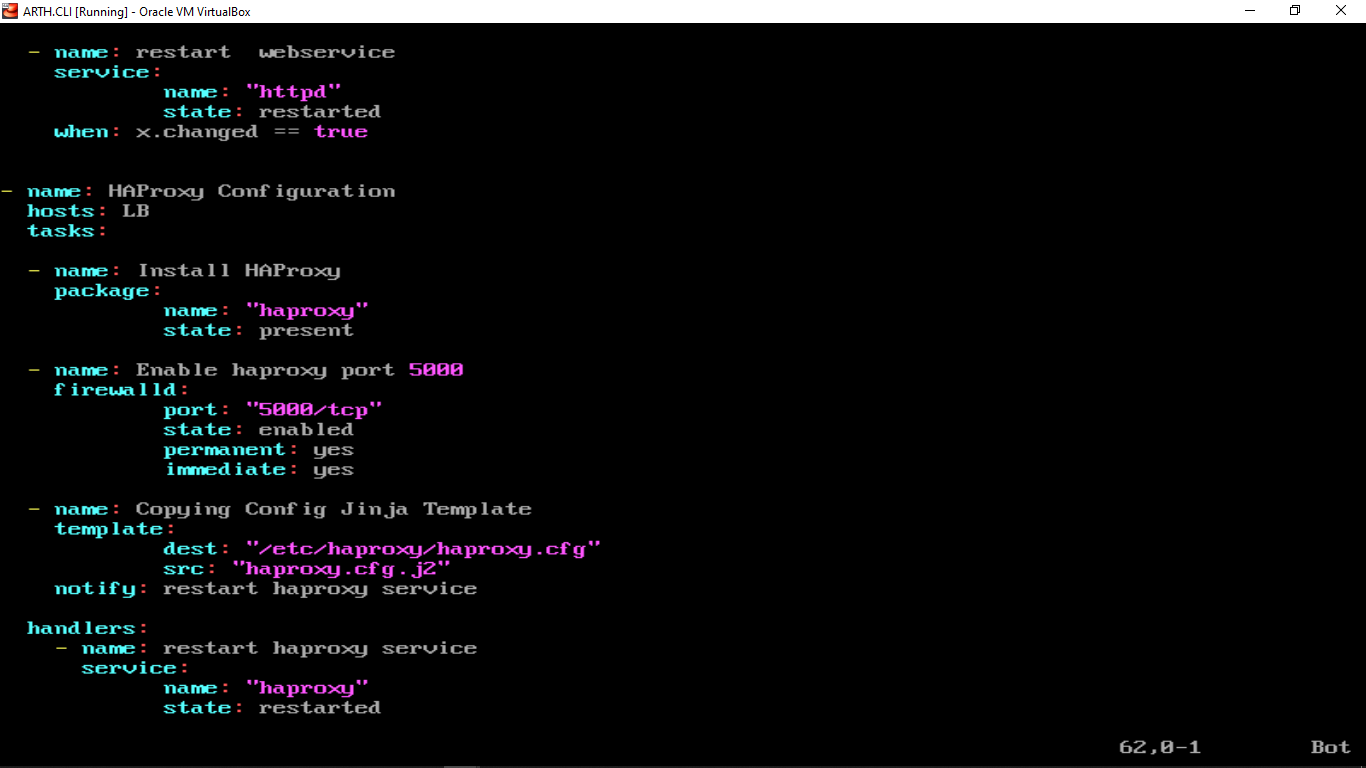 ARTH.CLI [Running] - Oracle VM VirtualBox
- name: restart  webservice
service:
name: "httpd"
state: restarted
when: x.changed == true
- name: HAProxy Configuration
hosts: LB
tasks:
- name: Install HAProxy
package:
name: "haproxy"
state: present
- name: Enable haproxy port 5000
firewalld:
port: "5000/tcp"
state: enabled
permanent: yes
immediate: yes
- name: Copying Config Jinja Template
template:
dest: "/etc/haproxy/haproxy.cfg"
src: "haproxy.cfg.j2"
notify: restart haproxy service
handlers:
- name: restart haproxy service
service:
name: "haproxy"
state: restarted
62,0-1 Bot